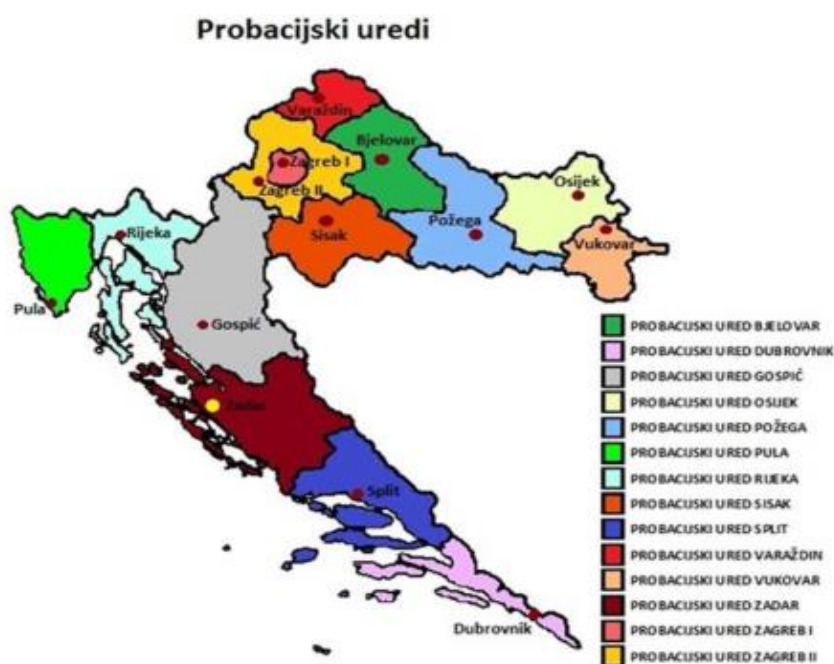 Probacijski uredi
Varaždin
Bjelovar
Zagreb I
Zagreb II
Osijek
Požega
Rijeka
Sisak
Vukovar
Pula
Gospić
Zadar
Split
Dubrovnik
PROBACIJSKI URED BJELOVAR
PROBACIJSKI URED DUBROVNIK
PROBACIJSKI URED GOSPIĆ
PROBACIJSKI URED OSIJEK
PROBACIJSKI URED POŽEGA
PROBACIJSKI URED PULA
PROBACIJSKI URED RIJEKA
PROBACIJSKI URED SISAK
PROBACIJSKI URED SPLIT
PROBACIJSKI URED VARAŽDIN
PROBACIJSKI URED VUKOVAR
PROBACIJSKI URED ZADAR
PROBACIJSKI URED ZAGREB I
PROBACIJSKI URED ZAGREB II